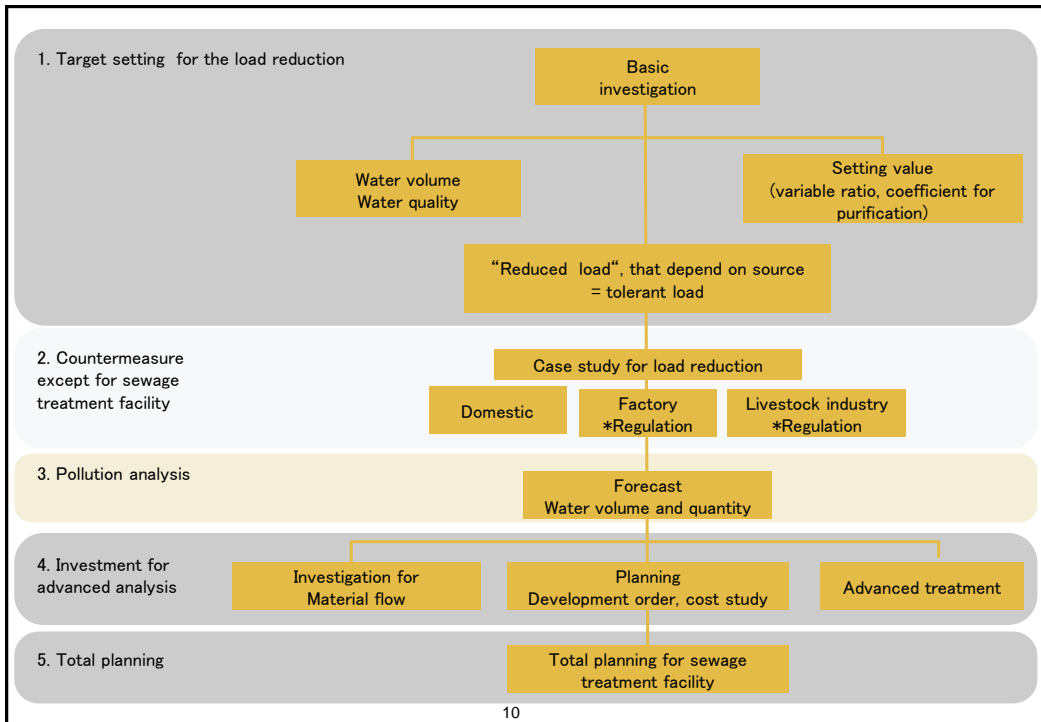 1. Target setting for the load reduction
Basic
investigation
Water volume
Water quality
Setting value
(variable ratio, coefficient for
purification)
“Reduced load“, that depend on source
= tolerant load
2. Countermeasure
except for sewage
treatment facility
Case study for load reduction
Domestic
Factory
*Regulation
Livestock industry
*Regulation
3. Pollution analysis
Forecast
Water volume and quantity
4. Investment for
advanced analysis
Investigation for
Material flow
Planning
Development order, cost study
Advanced treatment
5. Total planning
Total planning for sewage
treatment facility
10